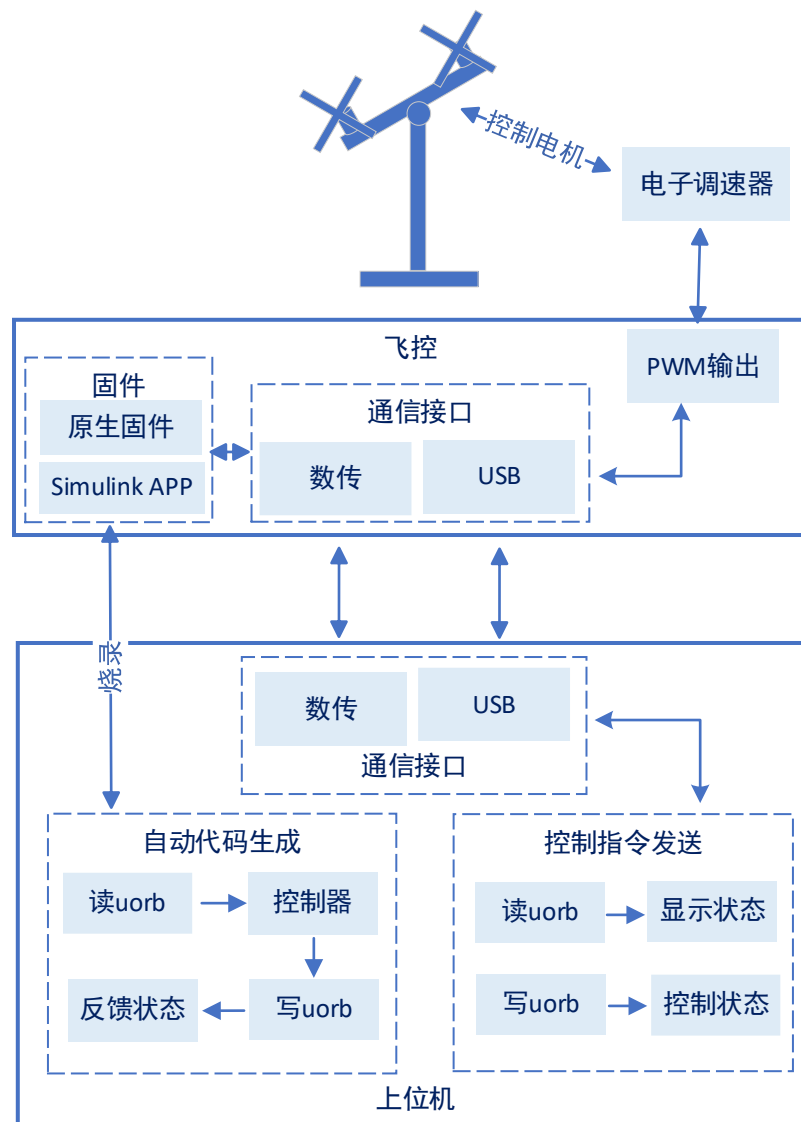 控制电机
电子调速器
飞控
PWM输出
固件
原生固件
Simulink APP
通信接口
数传
USB
烧录
数传
USB
通信接口
自动代码生成
读uorb
控制器
反馈状态
写uorb
控制指令发送
读uorb
显示状态
写uorb
控制状态
上位机